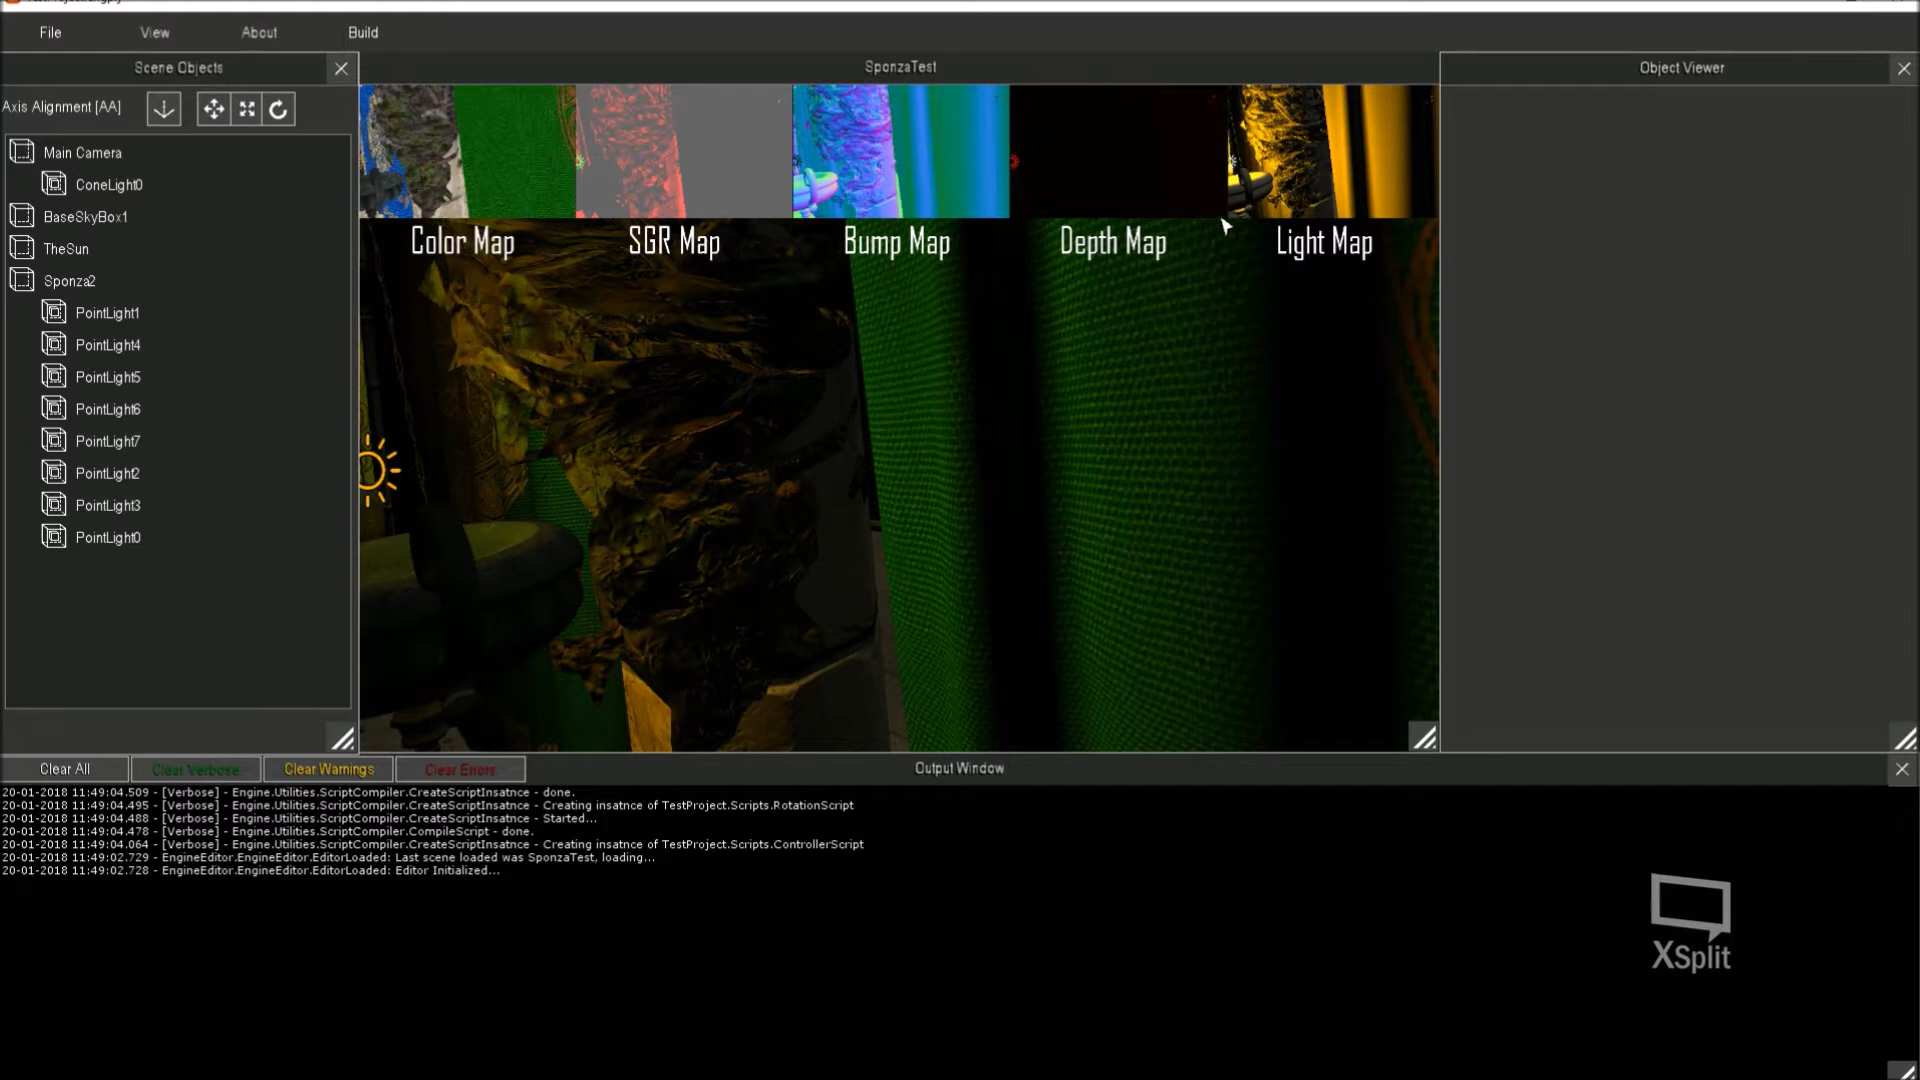 File View About Build
Scene Objects
SponzaTest
Object Viewer
Axis Alignment [AA]
Main Camera
ConeLight0
BaseSkyBox1
TheSun
Sponza2
PointLight1
PointLight4
PointLight5
PointLight6
PointLight7
PointLight2
PointLight3
PointLight0
Color Map
SGR Map
Bump Map
Depth Map
Light Map
Clear All Clear Verbose Clear Warnings Clear Errors
Output Window
20-01-2018 11:49:04.509 - [Verbose] - Engine.Utilities.ScriptCompiler.CreateScriptInsatnce - done.
20-01-2018 11:49:04.495 - [Verbose] - Engine.Utilities.ScriptCompiler.CreateScriptInsatnce - Creating insatnce of TestProject.Scripts.RotationScript
20-01-2018 11:49:04.488 - [Verbose] - Engine.Utilities.ScriptCompiler.CreateScriptInsatnce - Started...
20-01-2018 11:49:04.478 - [Verbose] - Engine.Utilities.ScriptCompiler.CompileScript - done.
20-01-2018 11:49:04.064 - [Verbose] - Engine.Utilities.ScriptCompiler.CreateScriptInsatnce - Creating insatnce of TestProject.Scripts.ControllerScript
20-01-2018 11:49:02.729 - EngineEditor.EngineEditor.EditorLoaded: Last scene loaded was SponzaTest, loading...
20-01-2018 11:49:02.728 - EngineEditor.EngineEditor.EditorLoaded: Editor Initialized...
XSplit